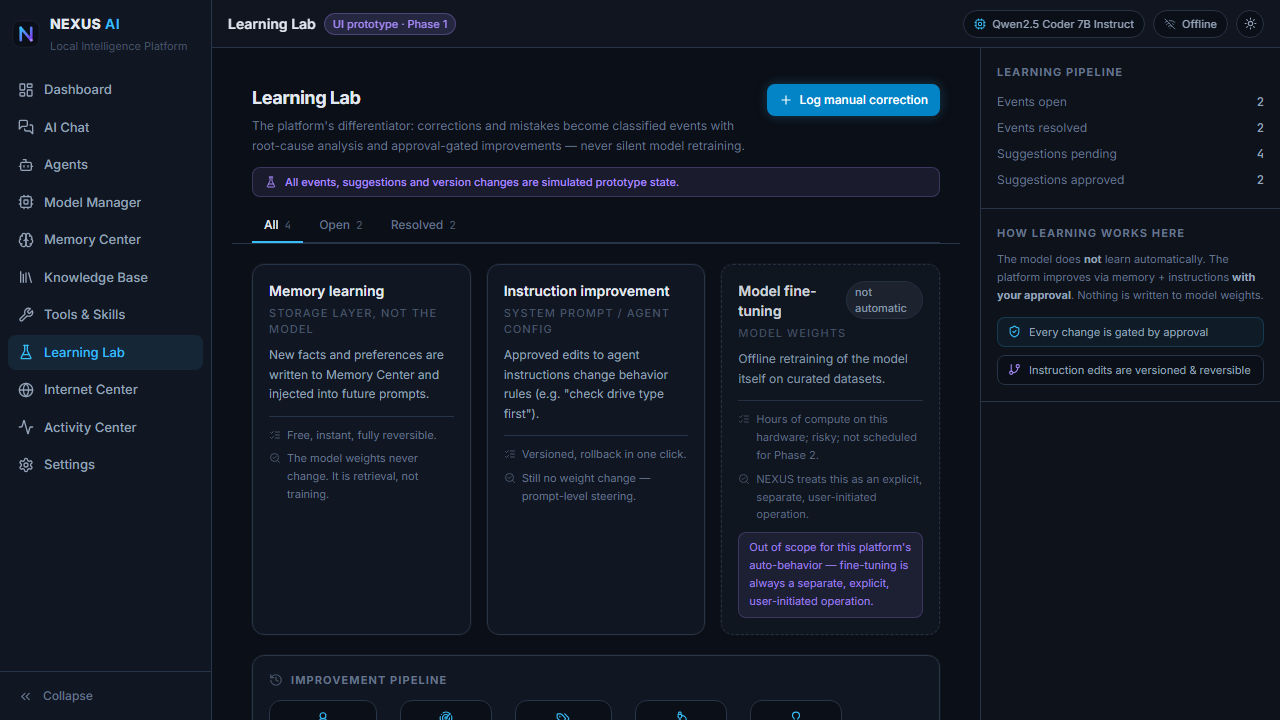 NEXUS AI
Local Intelligence Platform
Dashboard
AI Chat
Agents
Model Manager
Memory Center
Knowledge Base
Tools & Skills
Learning Lab
Internet Center
Activity Center
Settings
Collapse
Learning Lab
UI prototype · Phase 1
Qwen2.5 Coder 7B Instruct
Offline
Learning Lab
Log manual correction
The platform's differentiator: corrections and mistakes become classified events with
root-cause analysis and approval-gated improvements — never silent model retraining.
All events, suggestions and version changes are simulated prototype state.
All 4
Open 2
Resolved 2
Memory learning
STORAGE LAYER, NOT THE
MODEL
New facts and preferences are
written to Memory Center and
injected into future prompts.
Free, instant, fully reversible.
The model weights never
change. It is retrieval, not
training.
Instruction improvement
SYSTEM PROMPT / AGENT
CONFIG
Approved edits to agent
instructions change behavior
rules (e.g. "check drive type
first").
Versioned, rollback in one click.
Still no weight change —
prompt-level steering.
Model fine-
tuning
not
automatic
MODEL WEIGHTS
Offline retraining of the model
itself on curated datasets.
Hours of compute on this
hardware; risky; not scheduled
for Phase 2.
NEXUS treats this as an explicit,
separate, user-initiated
operation.
Out of scope for this platform's
auto-behavior — fine-tuning is
always a separate, explicit,
user-initiated operation.
IMPROVEMENT PIPELINE
LEARNING PIPELINE
Events open 2
Events resolved 2
Suggestions pending 4
Suggestions approved 2
HOW LEARNING WORKS HERE
The model does not learn automatically. The
platform improves via memory + instructions with
your approval. Nothing is written to model weights.
Every change is gated by approval
Instruction edits are versioned & reversible